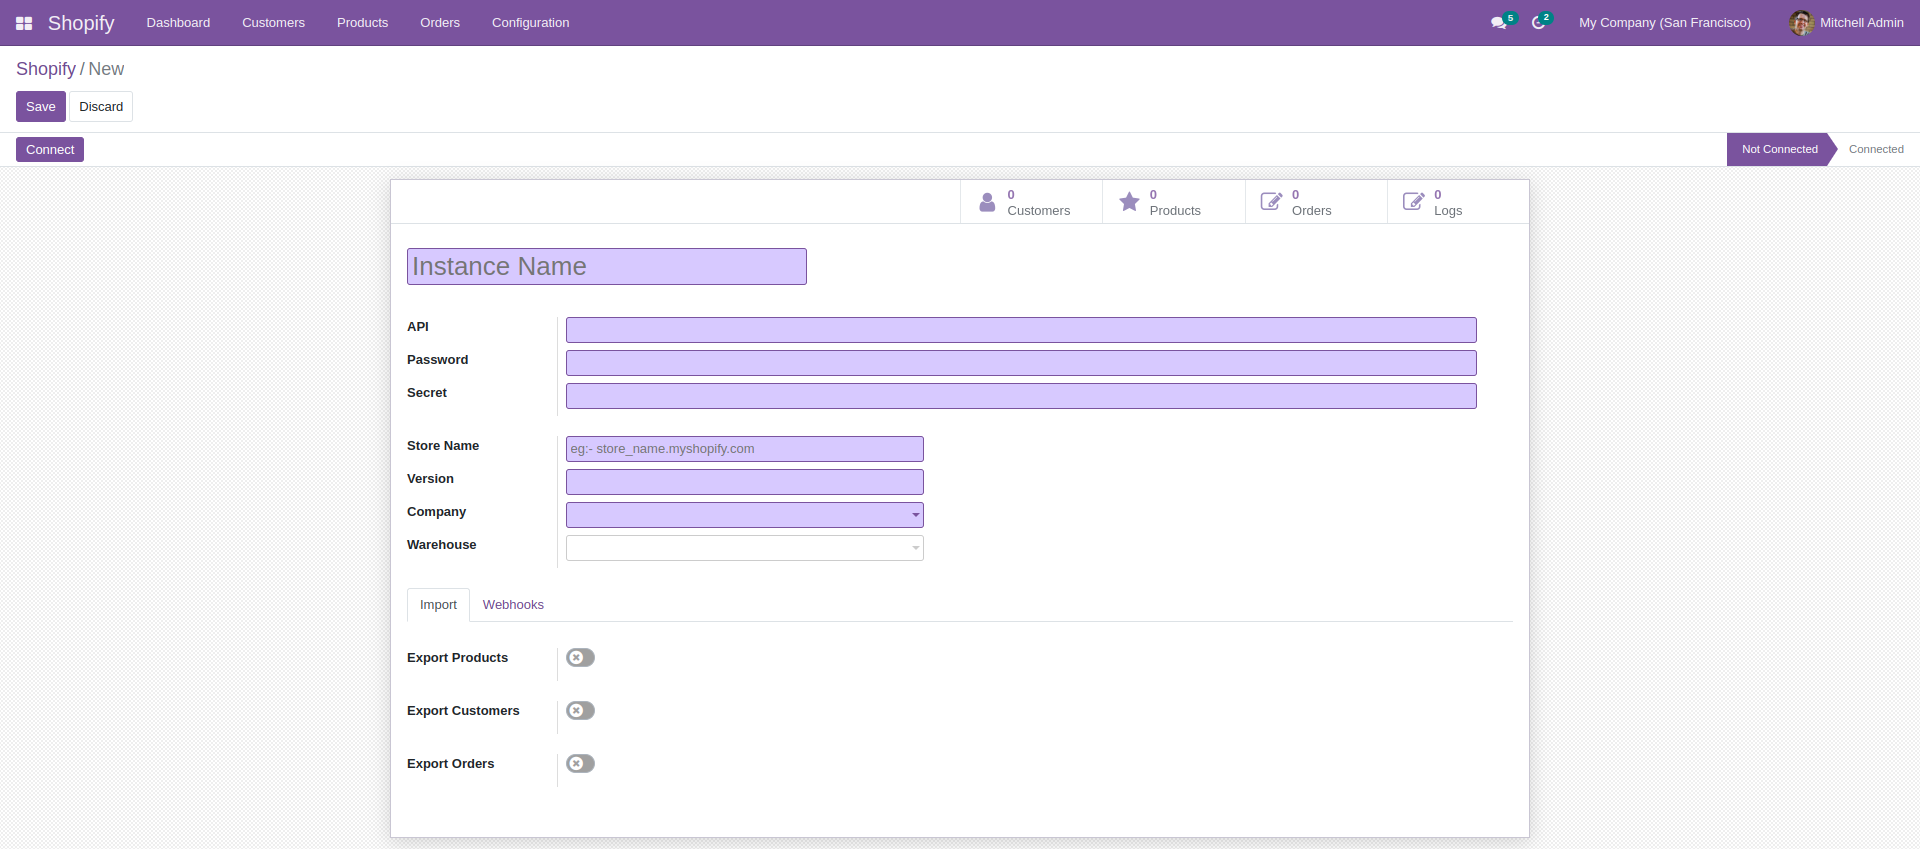 Shopify Dashboard Customers Products Orders Configuration 5 2 My Company (San Francisco) Mitchell Admin
Shopify / New
Save Discard
Connect Not Connected Connected
0 0 0 0
Customers Products Orders Logs
Instance Name
API
Password
Secret
Store Name eg:- store_name.myshopify.com
Version
Company
Warehouse
Import Webhooks
Export Products
Export Customers
Export Orders